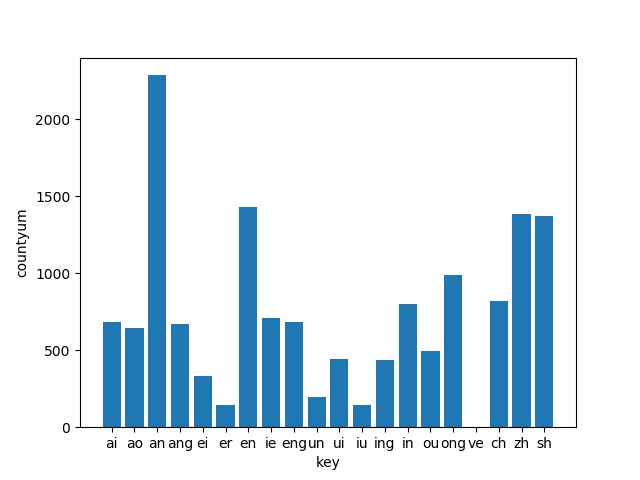 countyum
2000
1500
1000
500
0
ai ao an ang ei er en ie eng un ui iu ing in ou ong ve ch zh sh
key